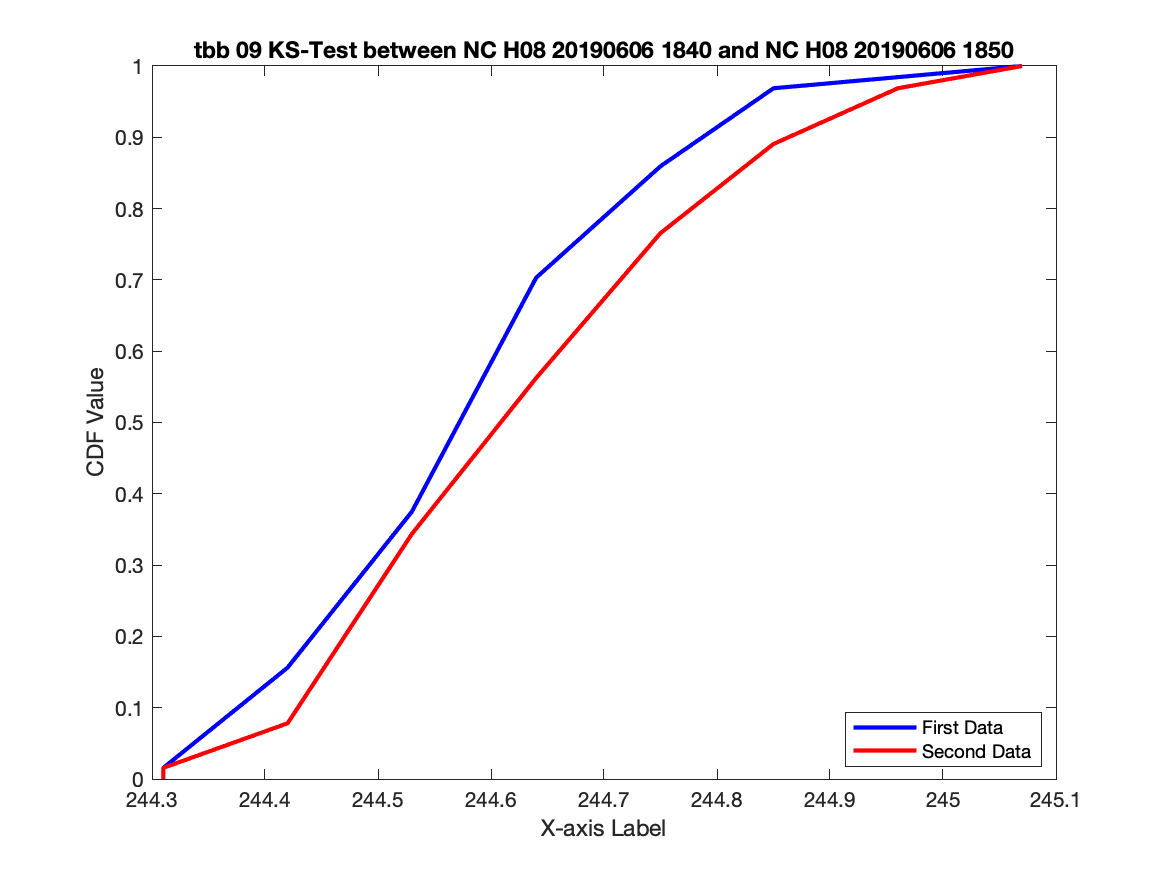 tbb 09 KS-Test between NC H08 20190606 1840 and NC H08 20190606 1850
CDF Value
1
0.9
0.8
0.7
0.6
0.5
0.4
0.3
0.2
0.1
0
244.3 244.4 244.5 244.6 244.7 244.8 244.9 245 245.1
X-axis Label
First Data
Second Data